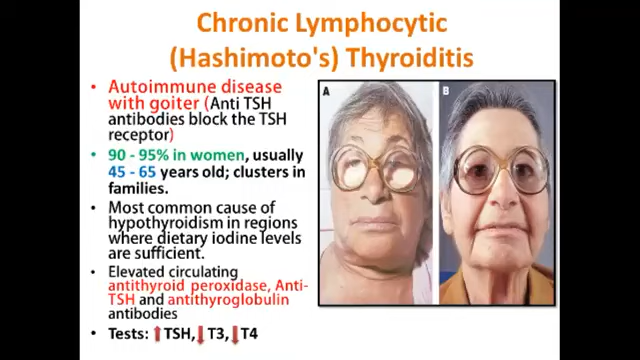 Chronic Lymphocytic
(Hashimoto's) Thyroiditis
• Autoimmune disease
with goiter (Anti TSH
antibodies block the TSH
receptor)
• 90 - 95% in women, usually
45 - 65 years old; clusters in
families.
• Most common cause of
hypothyroidism in regions
where dietary iodine levels
are sufficient.
• Elevated circulating
antithyroid peroxidase, Anti-
TSH and antithyroglobulin
antibodies
• Tests: ⬆TSH,⬇T3,⬇T4
A
B